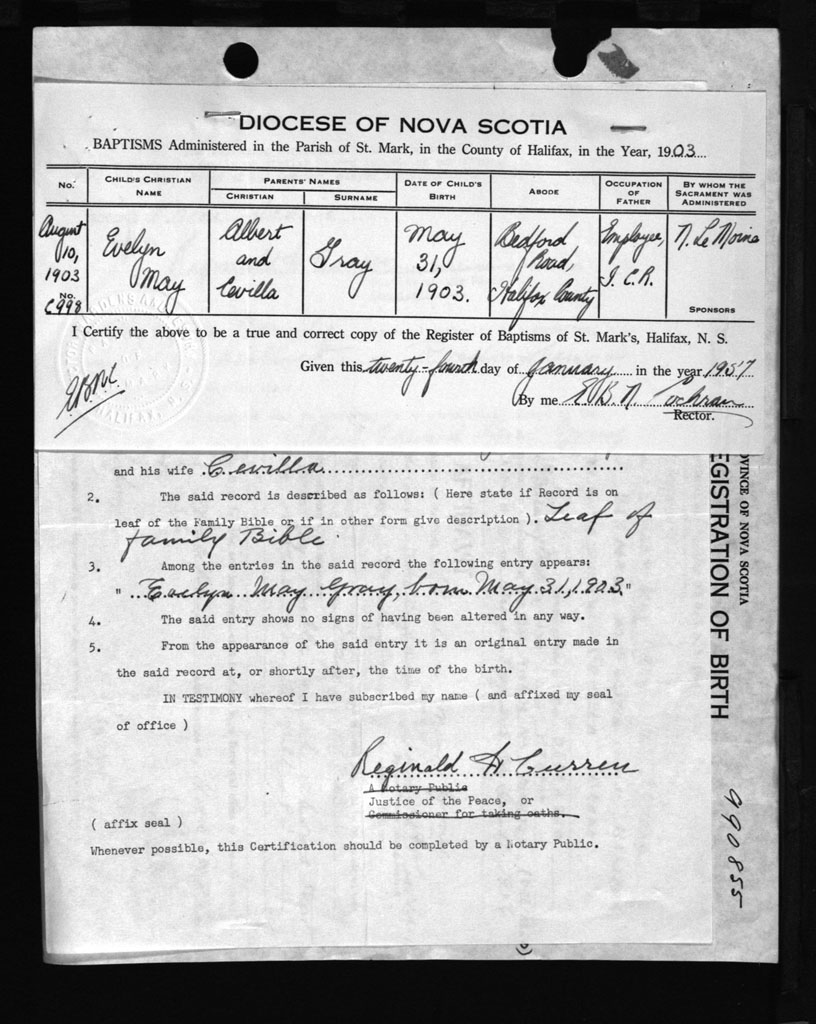 DIOCESE OF NOVA SCOTIA
BAPTISMS Administered in the Parish of St. Mark, in the County of Halifax, in the Year, 1903
No. CHILD'S CHRISTIAN NAME PARENTS' NAMES CHRISTIAN SURNAME DATE OF CHILD'S BIRTH ABODE OCCUPATION OF FATHER BY WHOM THE SACRAMENT WAS ADMINISTERED
August 10, 1903 No. C998 Evelyn May Albert and Cevilla Gray May 31, 1903. Bedford Road, Halifax County Employee, I.C.R. N. Le Moine
SPONSORS
I Certify the above to be a true and correct copy of the Register of Baptisms of St. Mark's, Halifax, N. S.
Given this twenty-fourth day of January in the year 1957
By me E B N Cochran
Rector.
EBNC
and his wife Cevilla
2. The said record is described as follows: ( Here state if Record is on
leaf of the Family Bible or if in other form give description ). Leaf of
family Bible.
3. Among the entries in the said record the following entry appears:
" Evelyn May Gray, born May 31, 1903. "
4. The said entry shows no signs of having been altered in any way.
5. From the appearance of the said entry it is an original entry made in
the said record at, or shortly after, the time of the birth.
IN TESTIMONY whereof I have subscribed my name ( and affixed my seal
of office )
Reginald H Curren
A Notary Public
Justice of the Peace, or
Commissioner for taking oaths.
( affix seal )
Whenever possible, this Certification should be completed by a Notary Public.
OVINCE OF NOVA SCOTIA
EGISTRATION OF BIRTH
990855